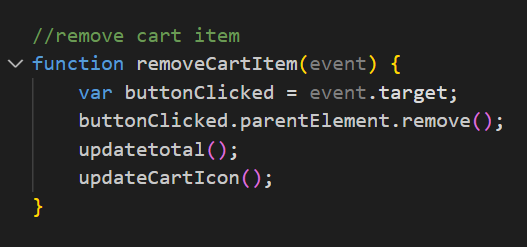 //remove cart item
function removeCartItem(event) {
    var buttonClicked = event.target;
    buttonClicked.parentElement.remove();
    updatetotal();
    updateCartIcon();
}